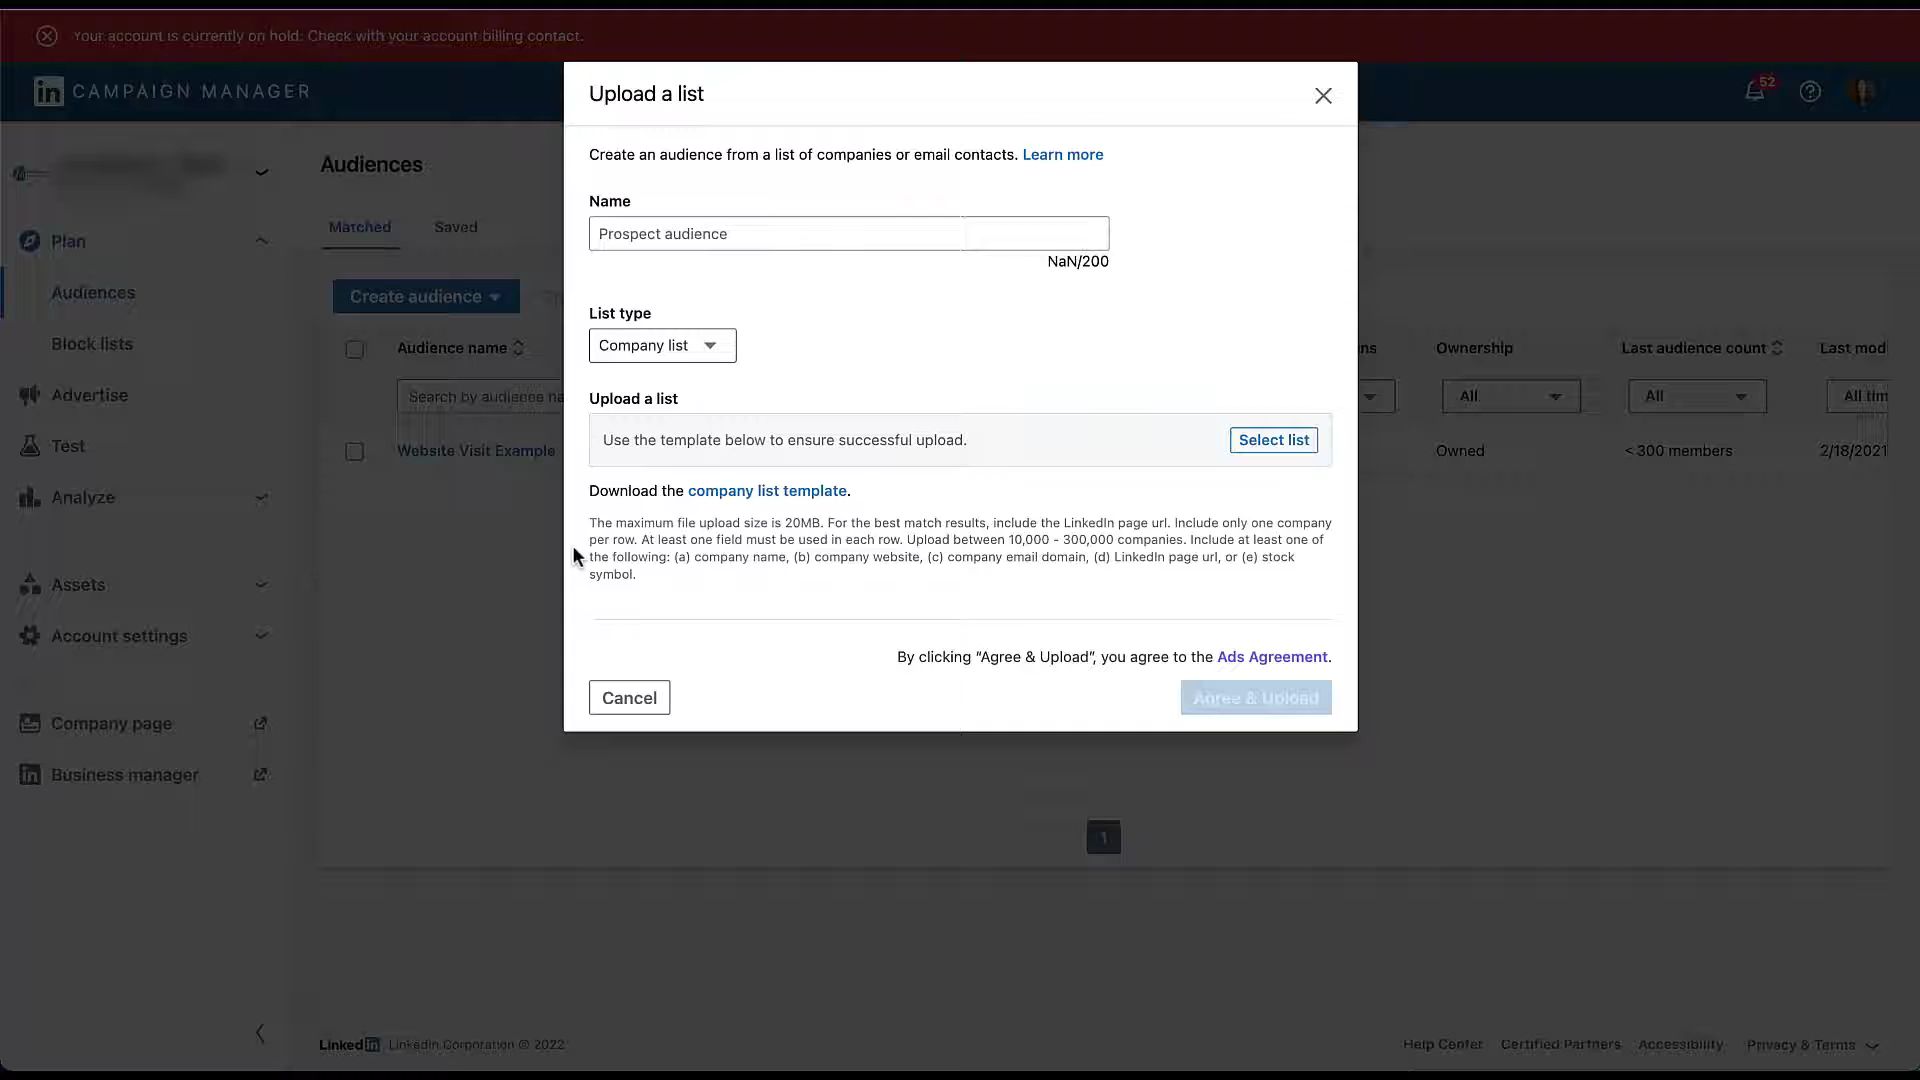 Your account is currently on hold: Check with your account billing contact.
in CAMPAIGN MANAGER
52
Upload a list
Create an audience from a list of companies or email contacts. Learn more
Name
Prospect audience
NaN/200
List type
Company list
Upload a list
Use the template below to ensure successful upload.
Select list
Download the company list template.
The maximum file upload size is 20MB. For the best match results, include the LinkedIn page url. Include only one company
per row. At least one field must be used in each row. Upload between 10,000 - 300,000 companies. Include at least one of
the following: (a) company name, (b) company website, (c) company email domain, (d) LinkedIn page url, or (e) stock
symbol.
By clicking "Agree & Upload", you agree to the Ads Agreement.
Cancel
Agree & Upload
Plan
Audiences
Block lists
Advertise
Test
Analyze
Assets
Account settings
Company page
Business manager
Audiences
Matched
Saved
Create audience
Audience name
ns
Ownership
Last audience count
Last mod
Search by audience na
All
All
All tim
Website Visit Example
Owned
< 300 members
2/18/2021
1
Linkedin LinkedIn Corporation © 2022
Help Center
Certified Partners
Accessibility
Privacy & Terms